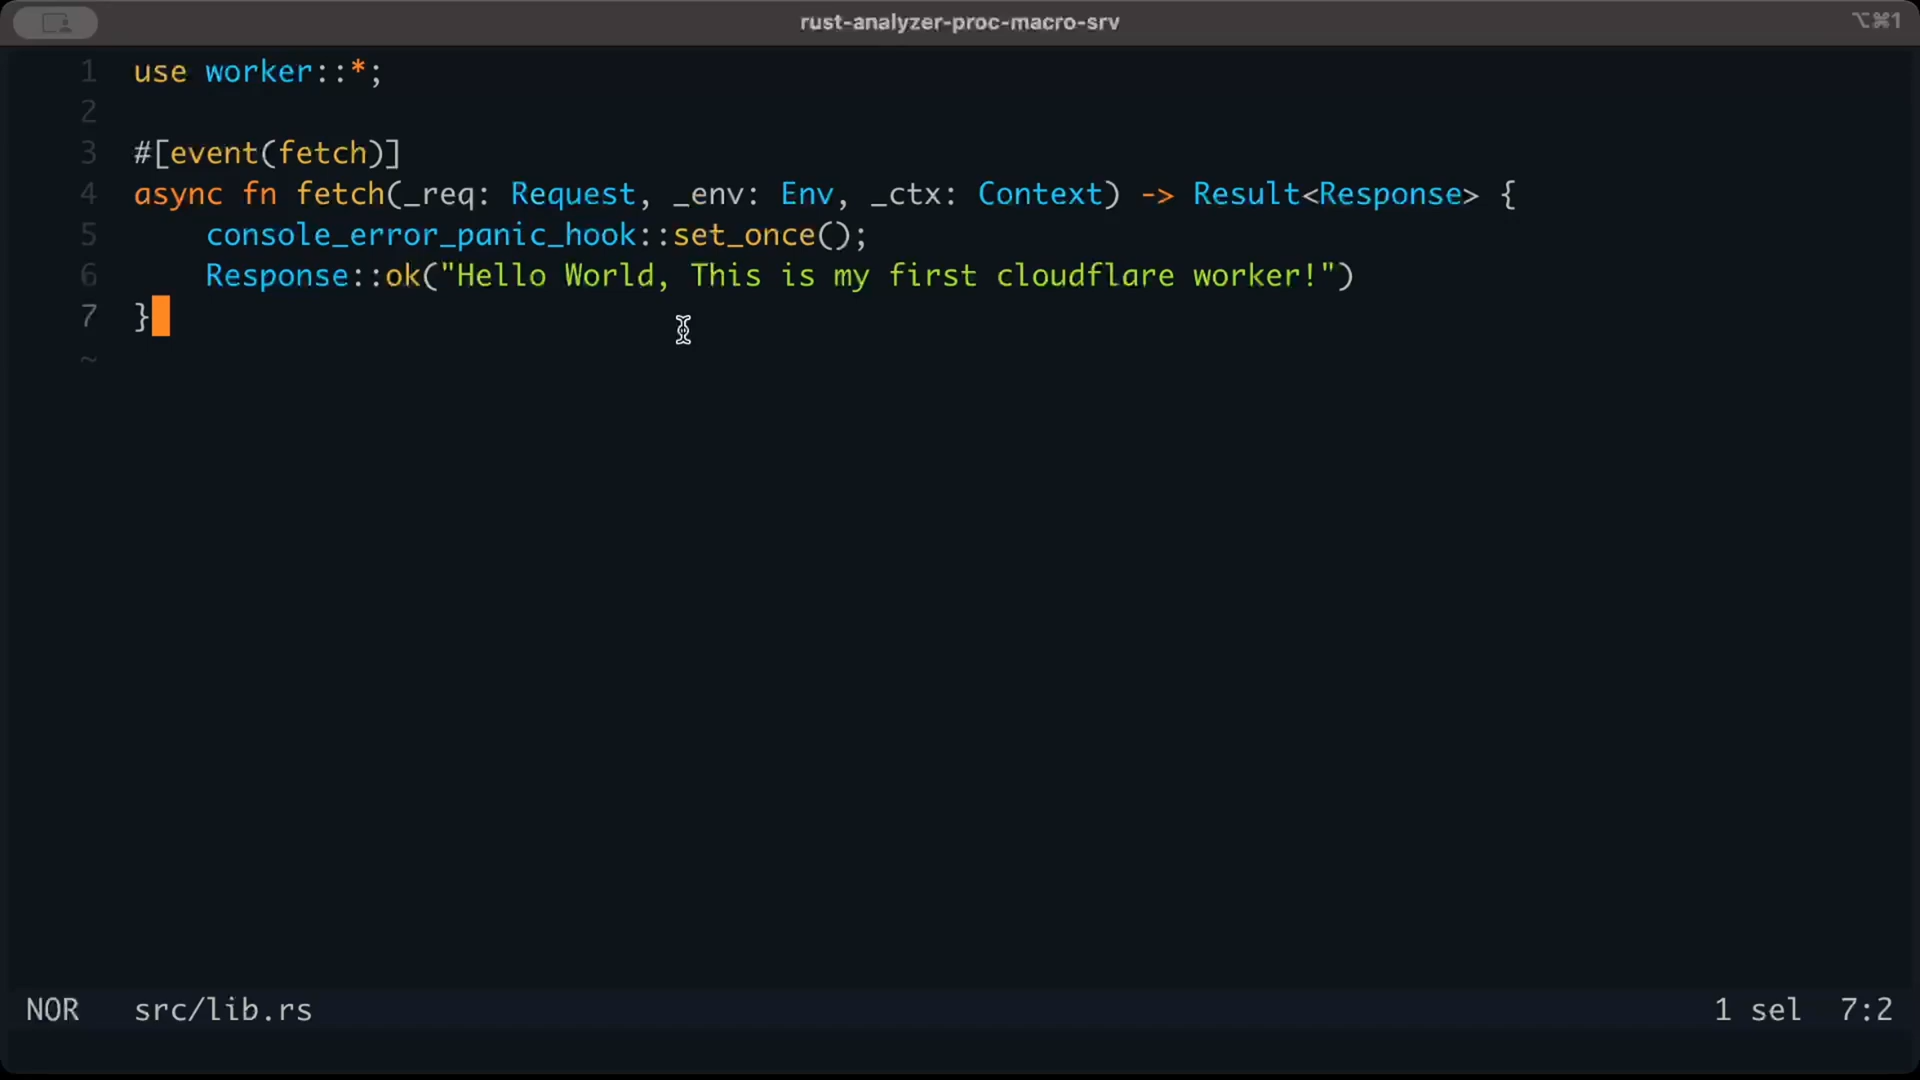 rust-analyzer-proc-macro-srv ⌥⌘1
1 use worker::*;
2
3 #[event(fetch)]
4 async fn fetch(_req: Request, _env: Env, _ctx: Context) -> Result<Response> {
5     console_error_panic_hook::set_once();
6     Response::ok("Hello World, This is my first cloudflare worker!")
7 }
~
NOR src/lib.rs 1 sel 7:2